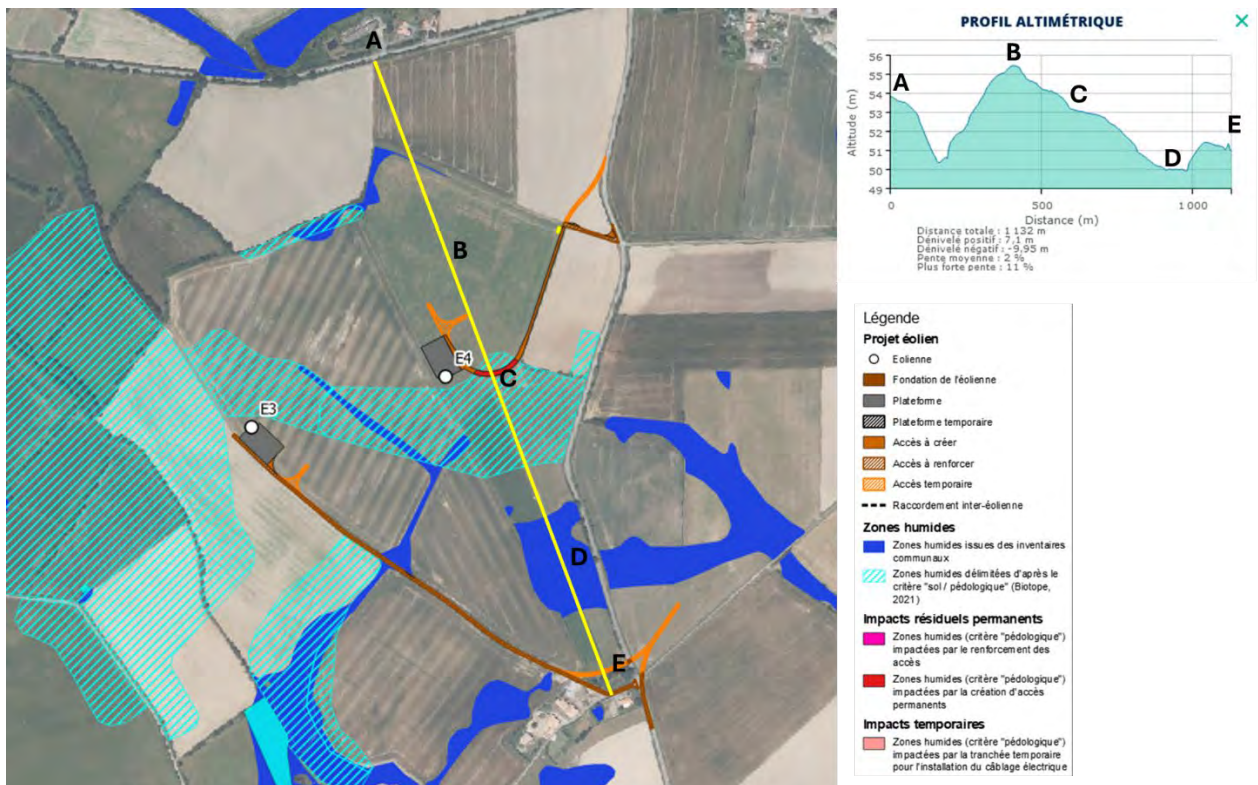 A
B
E4
C
E3
D
E
PROFIL ALTIMÉTRIQUE
×
Altitude (m)
56
55
54
53
52
51
50
49
A
B
C
D
E
0
500
1 000
Distance (m)
Distance totale : 1 132 m
Dénivelé positif : 7,1 m
Dénivelé négatif : -9,95 m
Pente moyenne : 2 %
Plus forte pente : 11 %
Légende
Projet éolien
Eolienne
Fondation de l'éolienne
Plateforme
Plateforme temporaire
Accès à créer
Accès à renforcer
Accès temporaire
Raccordement inter-éolienne
Zones humides
Zones humides issues des inventaires
communaux
Zones humides délimitées d'après le
critère "sol / pédologique" (Biotope,
2021)
Impacts résiduels permanents
Zones humides (critère "pédologique")
impactées par le renforcement des
accès
Zones humides (critère "pédologique")
impactées par la création d'accès
permanents
Impacts temporaires
Zones humides (critère "pédologique")
impactées par la tranchée temporaire
pour l'installation du câblage électrique